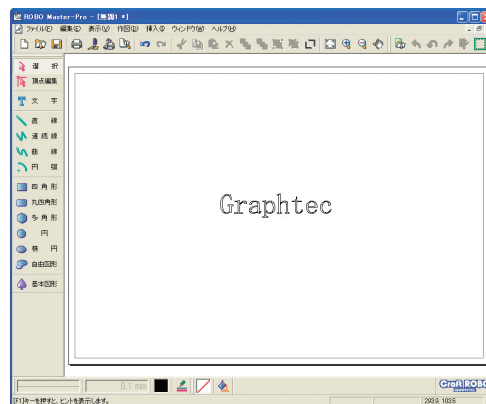 ROBO Master-Pro - [無題1 *]
ファイル(F) 編集(E) 表示(V) 作図(D) 挿入(I) ウィンドウ(W) ヘルプ(H)
選 択
頂点編集
文 字
直 線
連 続 線
曲 線
円 弧
四 角 形
丸四角形
多 角 形
円
楕 円
自由図形
基本図形
Graphtec
0.1 mm
Craft ROBO
[F1]キーを押すと、ヒントを表示します。
293.9, 103.5